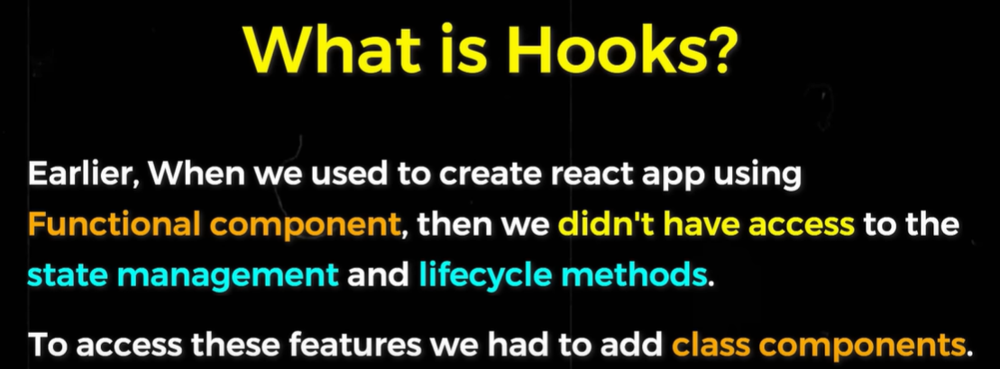 What is Hooks?
Earlier, When we used to create react app using
Functional component, then we didn't have access to the
state management and lifecycle methods.
To access these features we had to add class components.